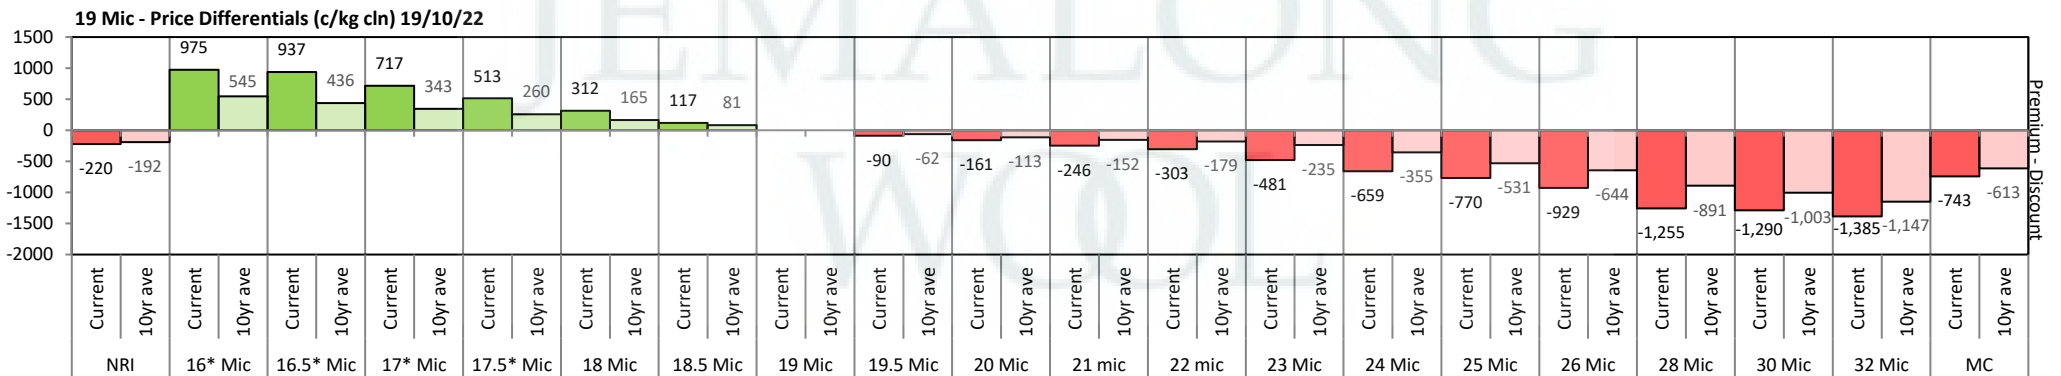 19 Mic - Price Differentials (c/kg cln) 19/10/22
JEMALONG
WOOL
1500
1000
500
0
-500
-1000
-1500
-2000
-220
-192
975
545
937
436
717
343
513
260
312
165
117
81
-90
-62
-161
-113
-246
-152
-303
-179
-481
-235
-659
-355
-770
-531
-929
-644
-1,255
-891
-1,290
-1,003
-1,385
-1,147
-743
-613
Premium - Discount
Current
10yr ave
Current
10yr ave
Current
10yr ave
Current
10yr ave
Current
10yr ave
Current
10yr ave
Current
10yr ave
Current
10yr ave
Current
10yr ave
Current
10yr ave
Current
10yr ave
Current
10yr ave
Current
10yr ave
Current
10yr ave
Current
10yr ave
Current
10yr ave
Current
10yr ave
Current
10yr ave
Current
10yr ave
Current
10yr ave
NRI
16* Mic
16.5* Mic
17* Mic
17.5* Mic
18 Mic
18.5 Mic
19 Mic
19.5 Mic
20 Mic
21 mic
22 mic
23 Mic
24 Mic
25 Mic
26 Mic
28 Mic
30 Mic
32 Mic
MC